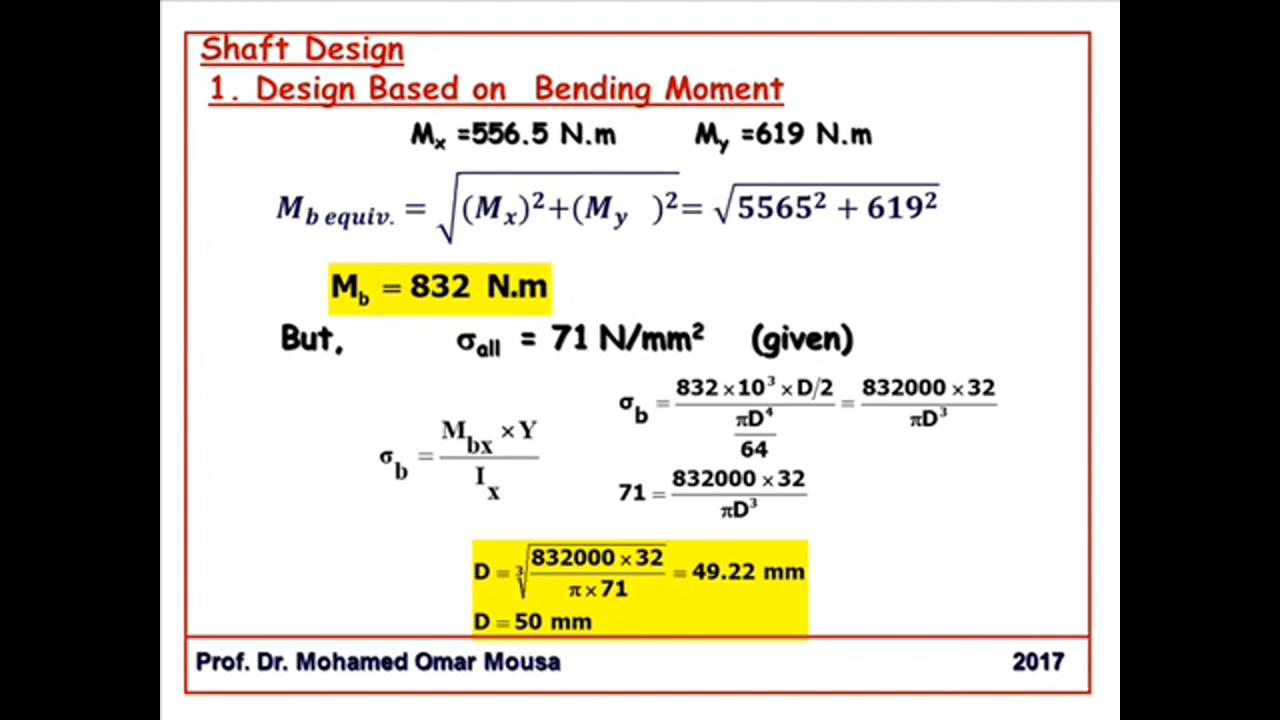 Shaft Design
1. Design Based on Bending Moment
Mx =556.5 N.m My =619 N.m
M_b equiv. = √((Mx)²+(My )²) = √(5565² + 619²)
Mb = 832 N.m
But, σall = 71 N/mm² (given)
σb = (832×10³×D/2)/(πD⁴/64) = (832000×32)/(πD³)
σb = (Mbx × Y)/Ix
71 = (832000×32)/(πD³)
D = ³√((832000×32)/(π×71)) = 49.22 mm
D = 50 mm
Prof. Dr. Mohamed Omar Mousa 2017